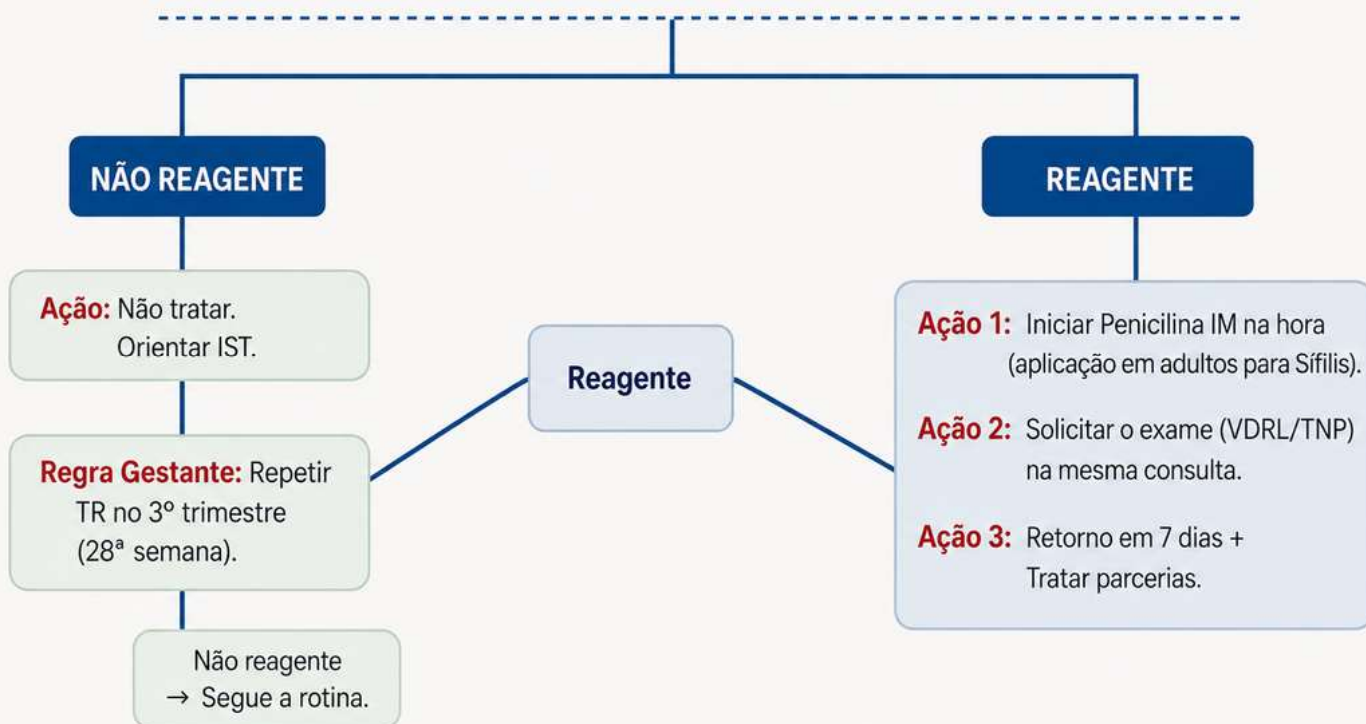 NÃO REAGENTE
Ação: Não tratar.
Orientar IST.
Regra Gestante: Repetir
TR no 3º trimestre
(28ª semana).
Não reagente
→ Segue a rotina.
Reagente
REAGENTE
Ação 1: Iniciar Penicilina IM na hora
(aplicação em adultos para Sífilis).
Ação 2: Solicitar o exame (VDRL/TNP)
na mesma consulta.
Ação 3: Retorno em 7 dias +
Tratar parcerias.